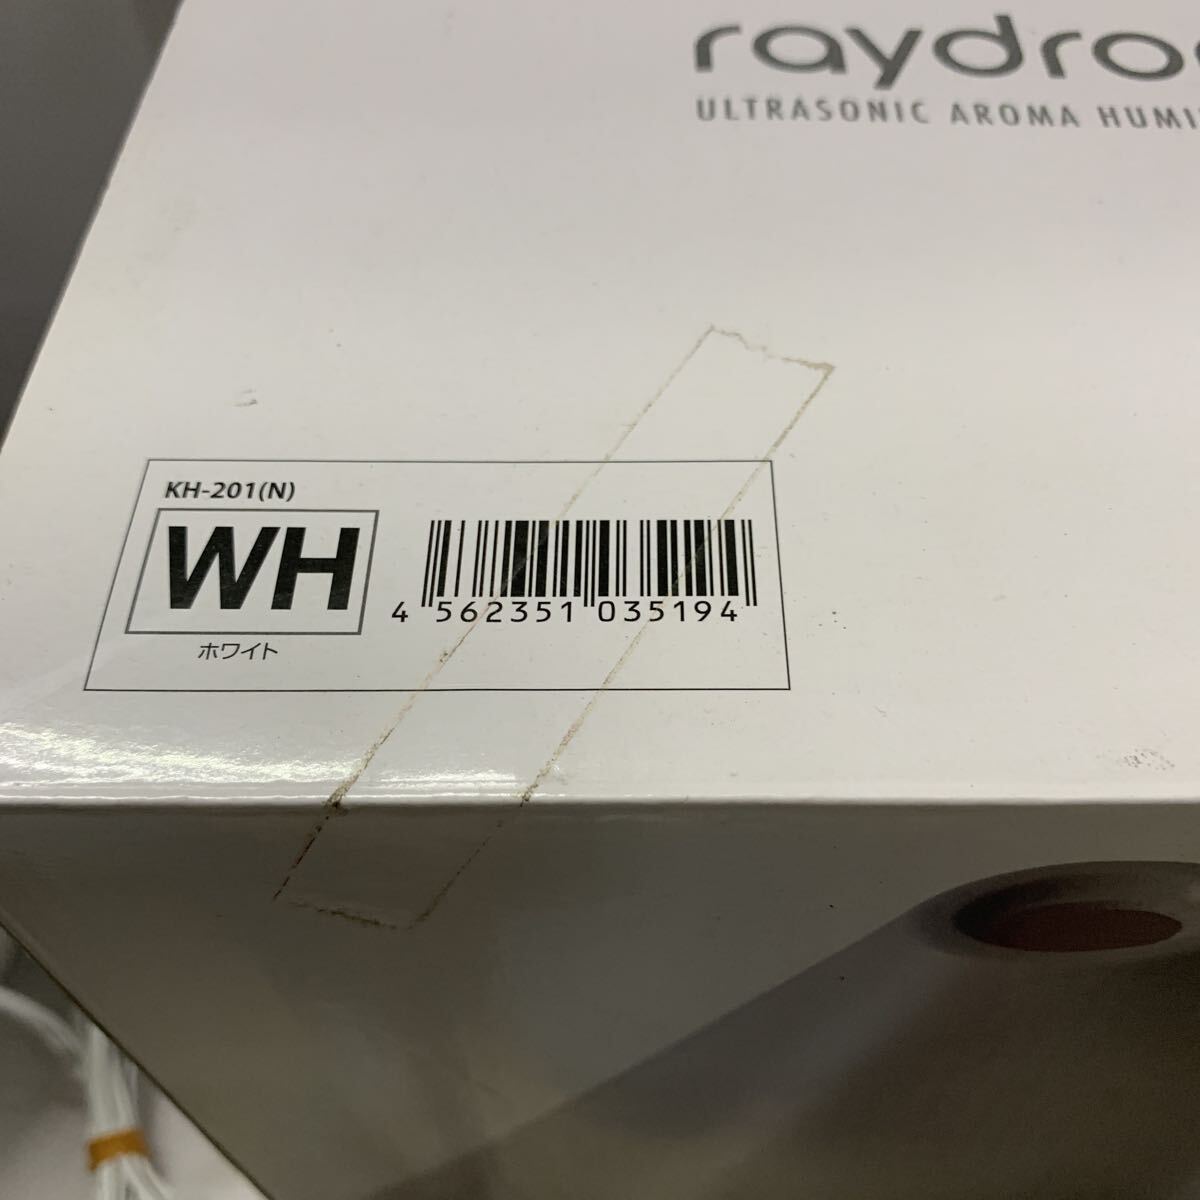 raydro
ULTRASONIC AROMA HUMI
KH-201(N)
WH
ホワイト
4 562351 035194